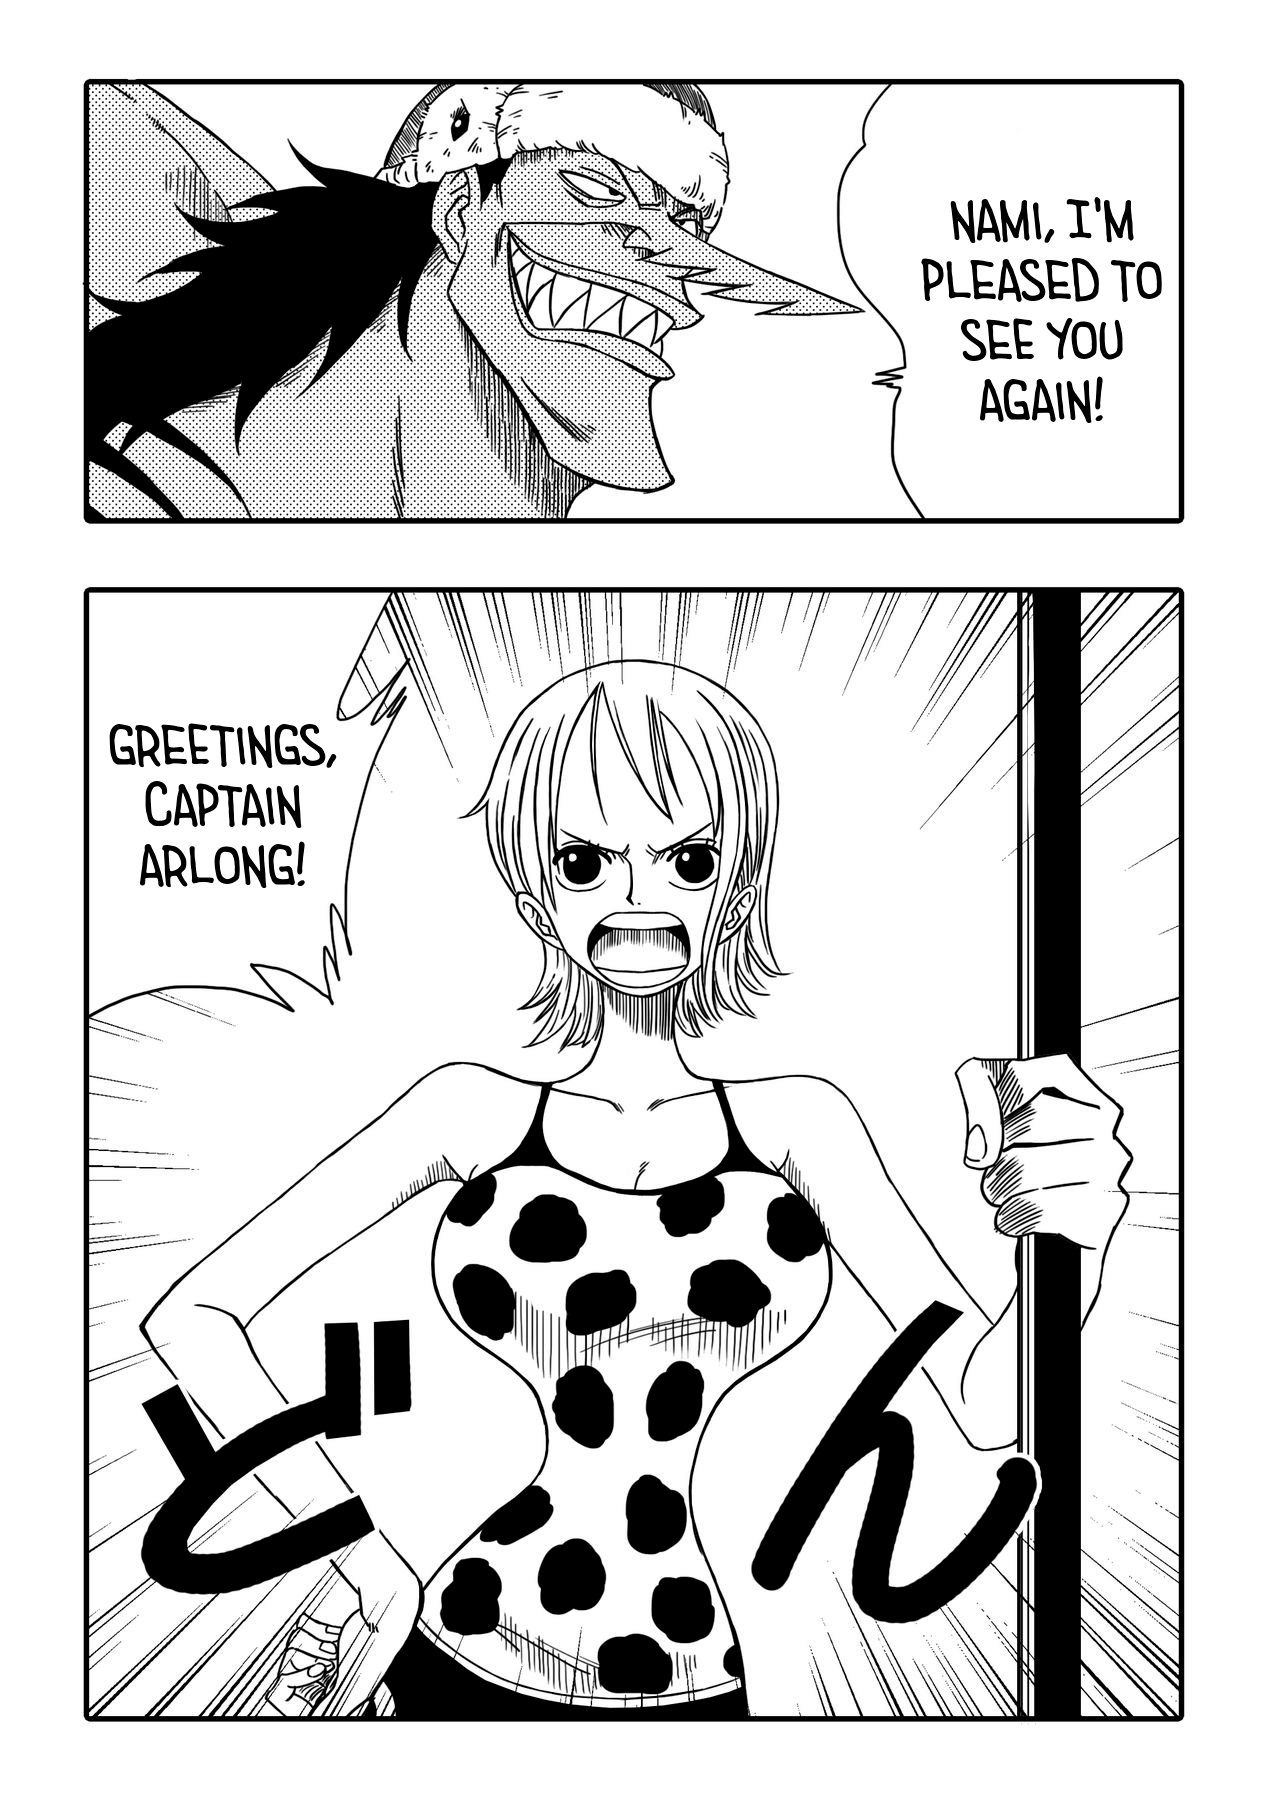 NAMI, I'M
PLEASED TO
SEE YOU
AGAIN!
GREETINGS,
CAPTAIN
ARLONG!
どん